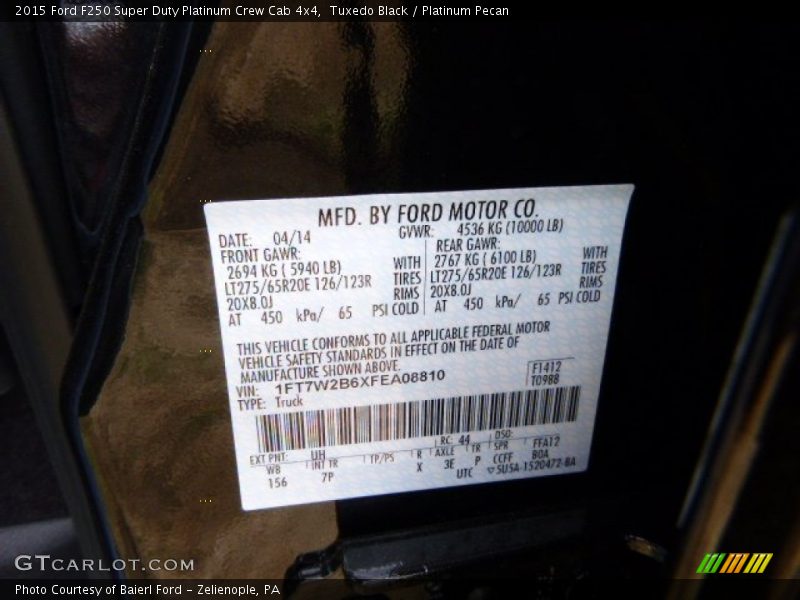 2015 Ford F250 Super Duty Platinum Crew Cab 4x4, Tuxedo Black / Platinum Pecan
MFD. BY FORD MOTOR CO.
DATE: 04/14 GVWR: 4536 KG (10000 LB)
FRONT GAWR: REAR GAWR:
2694 KG ( 5940 LB) WITH 2767 KG ( 6100 LB) WITH
LT275/65R20E 126/123R TIRES LT275/65R20E 126/123R TIRES
20X8.0J RIMS 20X8.0J RIMS
AT 450 kPa/ 65 PSI COLD AT 450 kPa/ 65 PSI COLD
THIS VEHICLE CONFORMS TO ALL APPLICABLE FEDERAL MOTOR
VEHICLE SAFETY STANDARDS IN EFFECT ON THE DATE OF
MANUFACTURE SHOWN ABOVE.
VIN: 1FT7W2B6XFEA08810 F1412
TYPE: Truck T0988
EXT PNT: UH RC: 44 DSO: FFA12
WB INT TR TP/PS R AXLE TR SPR BOA
156 7P X 3E P CCFF
UTC ▽5U5A-1520472-BA
GTCARLOT.COM
Photo Courtesy of Baierl Ford - Zelienople, PA